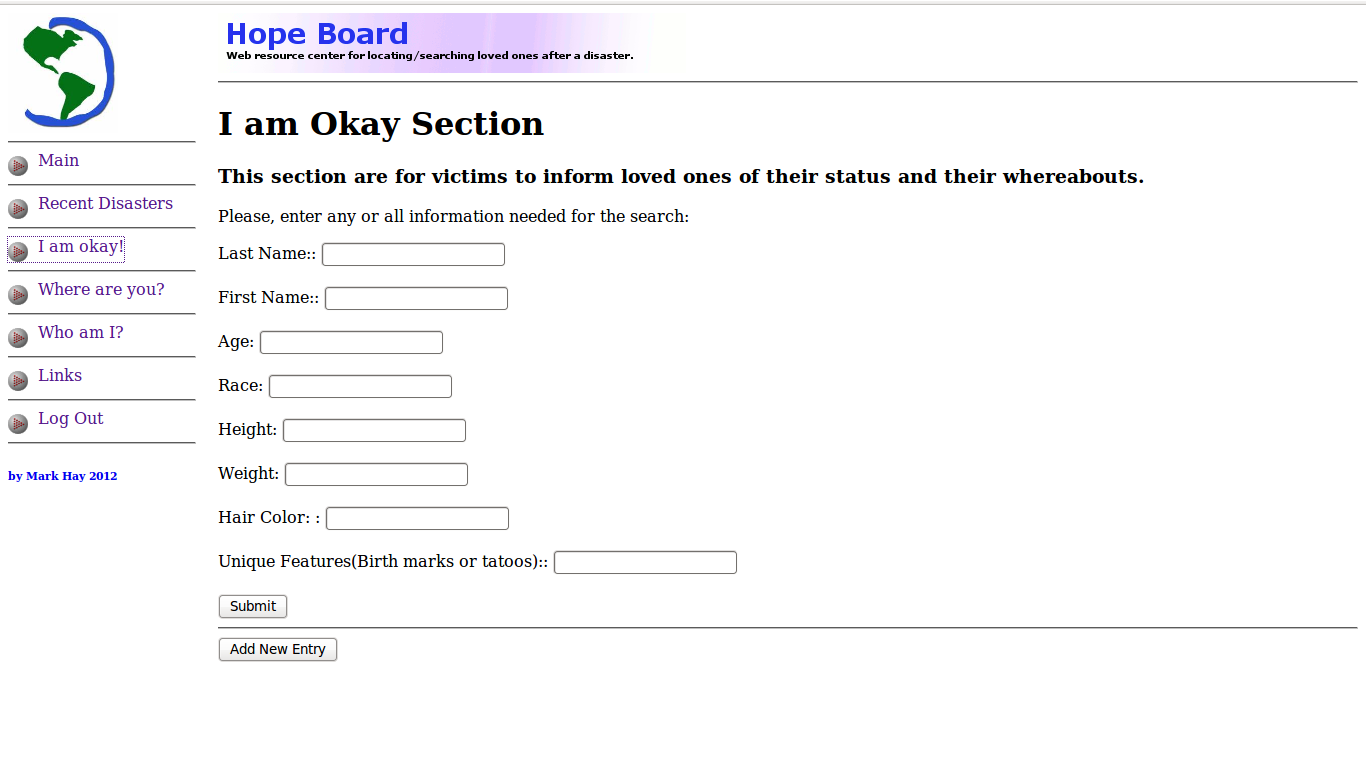 Hope Board
Web resource center for locating/searching loved ones after a disaster.
Main
Recent Disasters
I am okay!
Where are you?
Who am I?
Links
Log Out
by Mark Hay 2012
I am Okay Section
This section are for victims to inform loved ones of their status and their whereabouts.
Please, enter any or all information needed for the search:
Last Name::
First Name::
Age:
Race:
Height:
Weight:
Hair Color: :
Unique Features(Birth marks or tatoos)::
Submit
Add New Entry